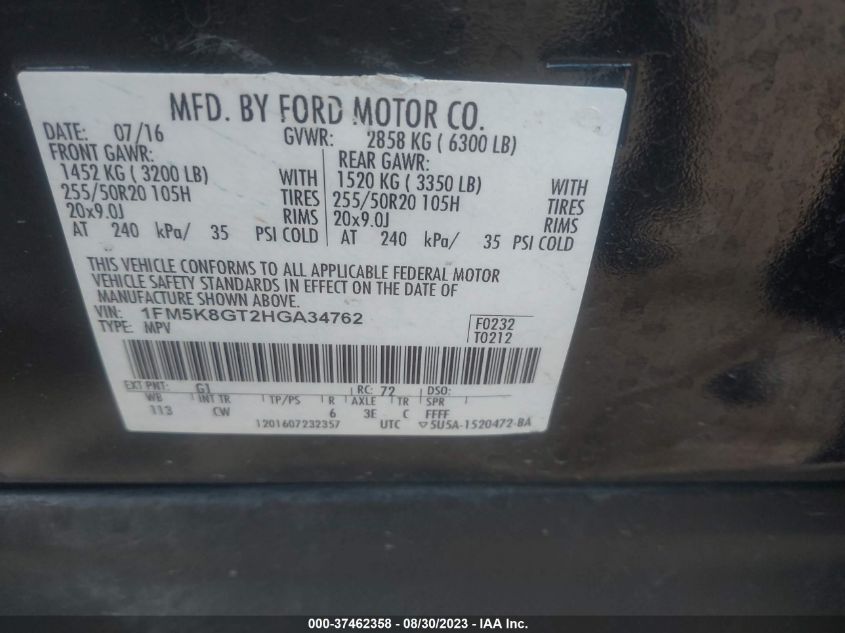 MFD. BY FORD MOTOR CO.
DATE: 07/16 GVWR: 2858 KG ( 6300 LB)
FRONT GAWR: REAR GAWR:
1452 KG ( 3200 LB) WITH 1520 KG ( 3350 LB) WITH
255/50R20 105H TIRES 255/50R20 105H TIRES
20x9.0J RIMS 20x9.0J RIMS
AT 240 kPa/ 35 PSI COLD AT 240 kPa/ 35 PSI COLD
THIS VEHICLE CONFORMS TO ALL APPLICABLE FEDERAL MOTOR
VEHICLE SAFETY STANDARDS IN EFFECT ON THE DATE OF
MANUFACTURE SHOWN ABOVE.
VIN: 1FM5K8GT2HGA34762 F0232
TYPE: MPV T0212
EXT PNT: G1 RC: 72 DSO:
WB INT TR TP/PS R AXLE TR SPR
113 CW 6 3E C FFFF
1201607232357 UTC ▽5U5A-1520472-BA
000-37462358 - 08/30/2023 - www.iaai.com